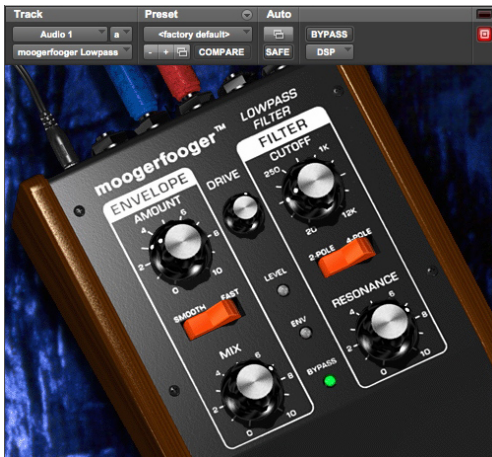 Track Preset Auto
Audio 1 a <factory default> BYPASS
moogerfooger Lowpass - + COMPARE SAFE DSP
moogerfooger™
LOWPASS
FILTER
ENVELOPE
AMOUNT
0 2 4 6 8 10
SMOOTH FAST
MIX
0 2 4 6 8 10
DRIVE
LEVEL
ENV
BYPASS
FILTER
CUTOFF
20 250 1K 12K
2-POLE 4-POLE
RESONANCE
0 2 4 6 8 10